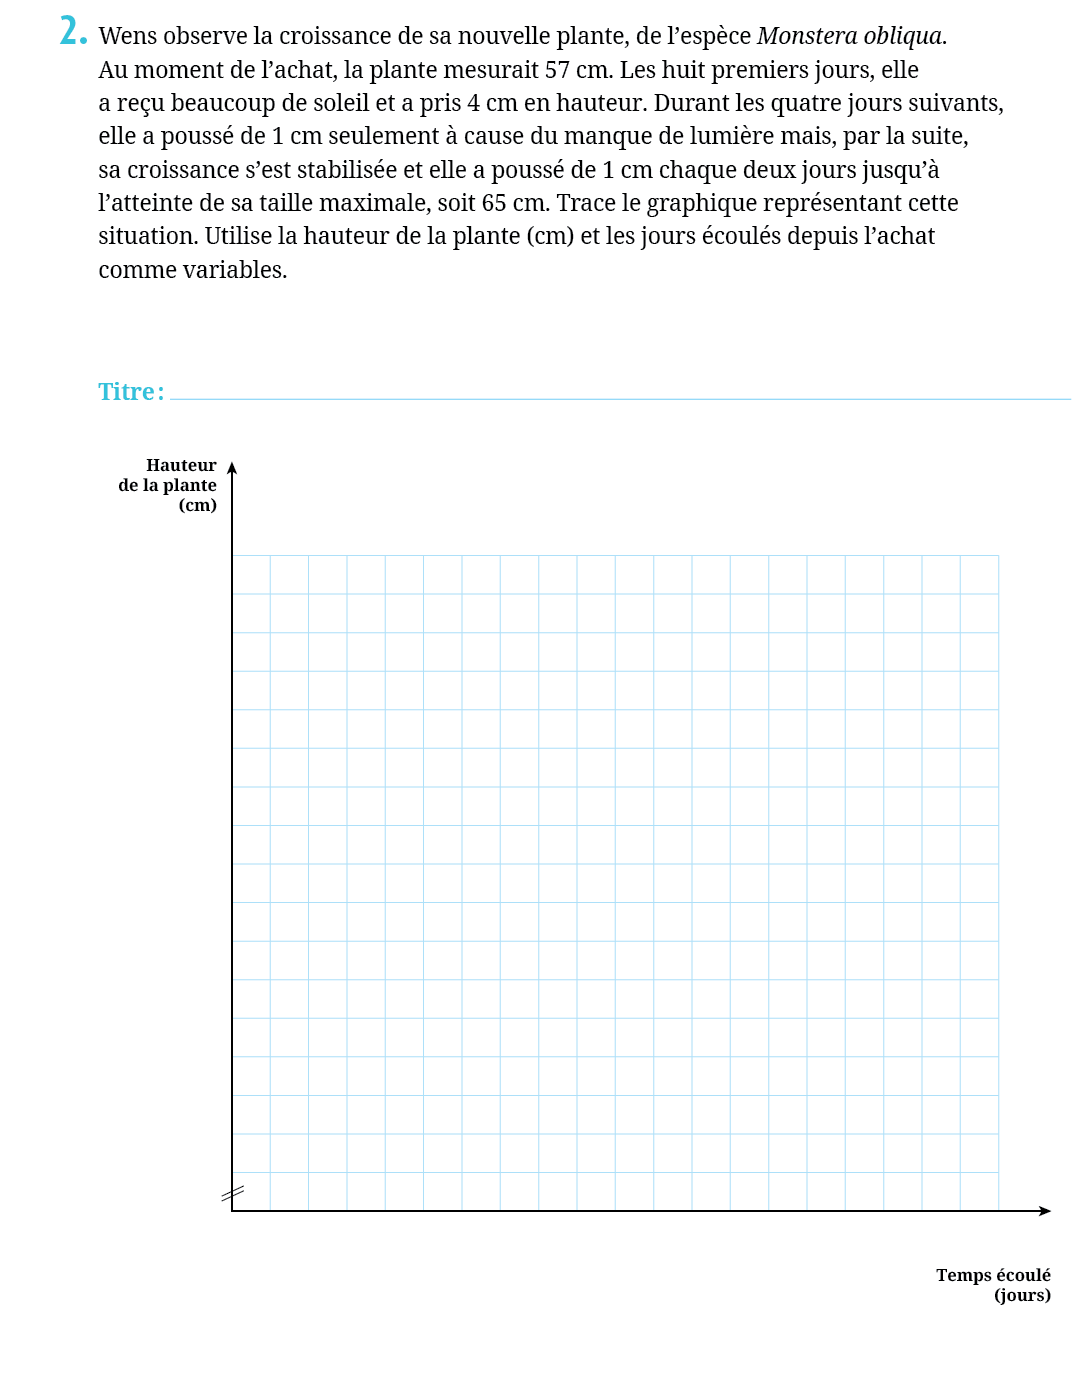 2. Wens observe la croissance de sa nouvelle plante, de l’espèce Monstera obliqua.
Au moment de l’achat, la plante mesurait 57 cm. Les huit premiers jours, elle
a reçu beaucoup de soleil et a pris 4 cm en hauteur. Durant les quatre jours suivants,
elle a poussé de 1 cm seulement à cause du manque de lumière mais, par la suite,
sa croissance s’est stabilisée et elle a poussé de 1 cm chaque deux jours jusqu’à
l’atteinte de sa taille maximale, soit 65 cm. Trace le graphique représentant cette
situation. Utilise la hauteur de la plante (cm) et les jours écoulés depuis l’achat
comme variables.
Titre :
Hauteur
de la plante
(cm)
Temps écoulé
(jours)